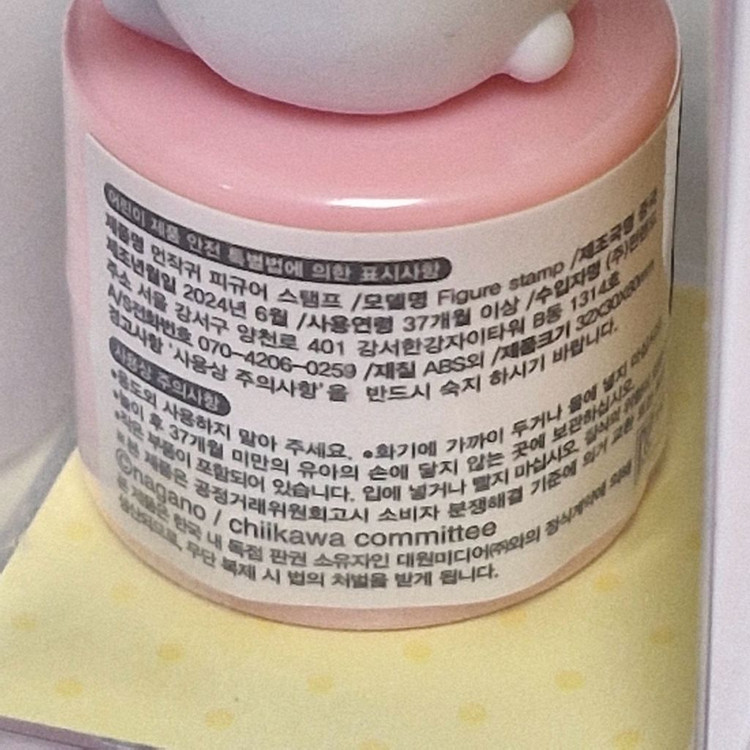 어린이 제품 안전 특별법에 의한 표시사항
제품명 먼작귀 피규어 스탬프 /모델명 Figure stamp /제조국명 중국
제조년월일 2024년 6월 /사용연령 37개월 이상 /수입자명 (주)
주소 서울 강서구 양천로 401 강서한강자이타워 B동 1314호
A/S전화번호 070-4206-0259 /재질 ABS외 /제품크기 32X30X60mm
경고사항 '사용상 주의사항'을 반드시 숙지 하시기 바랍니다.
사용상 주의사항
•용도외 사용하지 말아 주세요. •화기에 가까이 두거나 물에 넣지 마십시오.
•놀이 후 37개월 미만의 유아의 손에 닿지 않는 곳에 보관하십시오.
•작은 부품이 포함되어 있습니다. 입에 넣거나 빨지 마십시오. 질식의 위험이
※본 제품은 공정거래위원회고시 소비자 분쟁해결 기준에 의거 교환 또는
©nagano / chiikawa committee
본 제품은 한국 내 독점 판권 소유자인 대원미디어(주)와의 정식계약에 의해
생산되므로, 무단 복제 시 법의 처벌을 받게 됩니다.